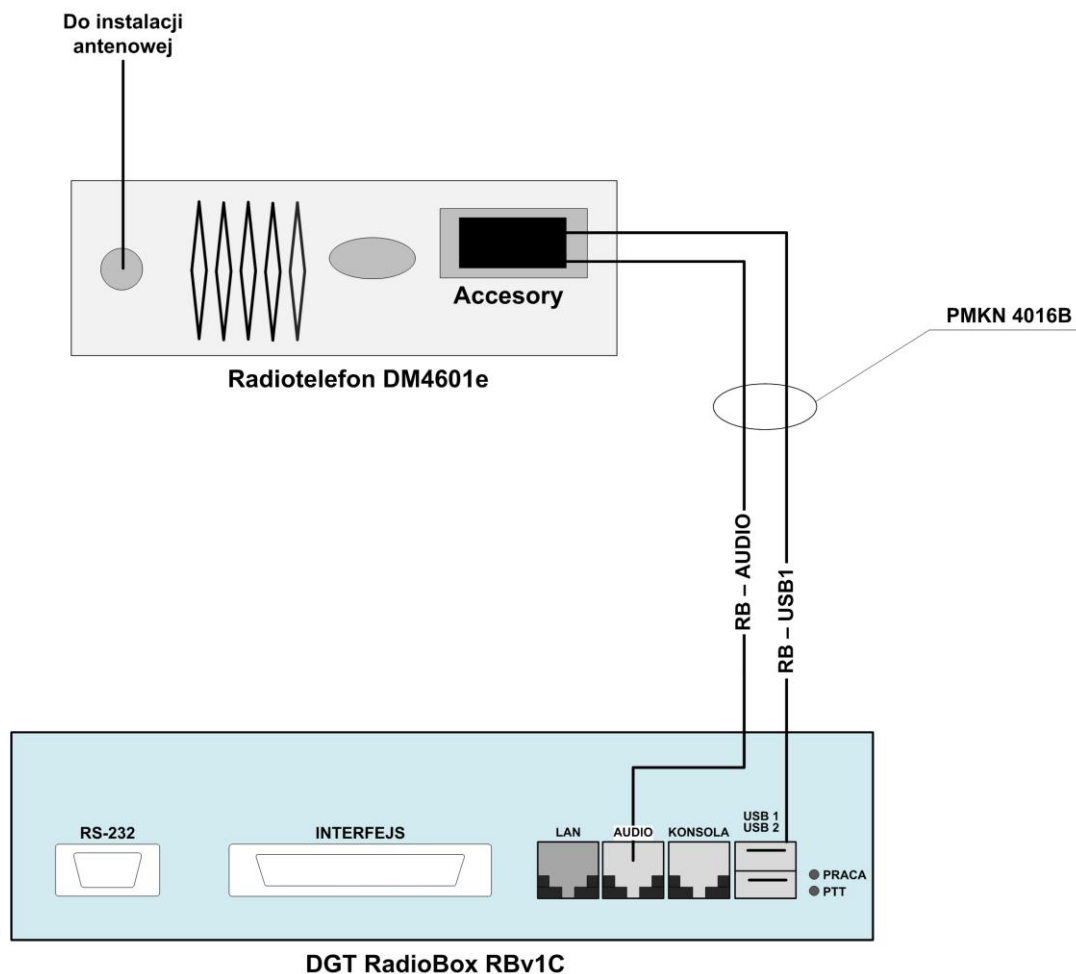 Do instalacji
antenowej
Accesory
Radiotelefon DM4601e
PMKN 4016B
RB – AUDIO
RB – USB1
RS-232
INTERFEJS
LAN
AUDIO
KONSOLA
USB 1
USB 2
PRACA
PTT
DGT RadioBox RBv1C